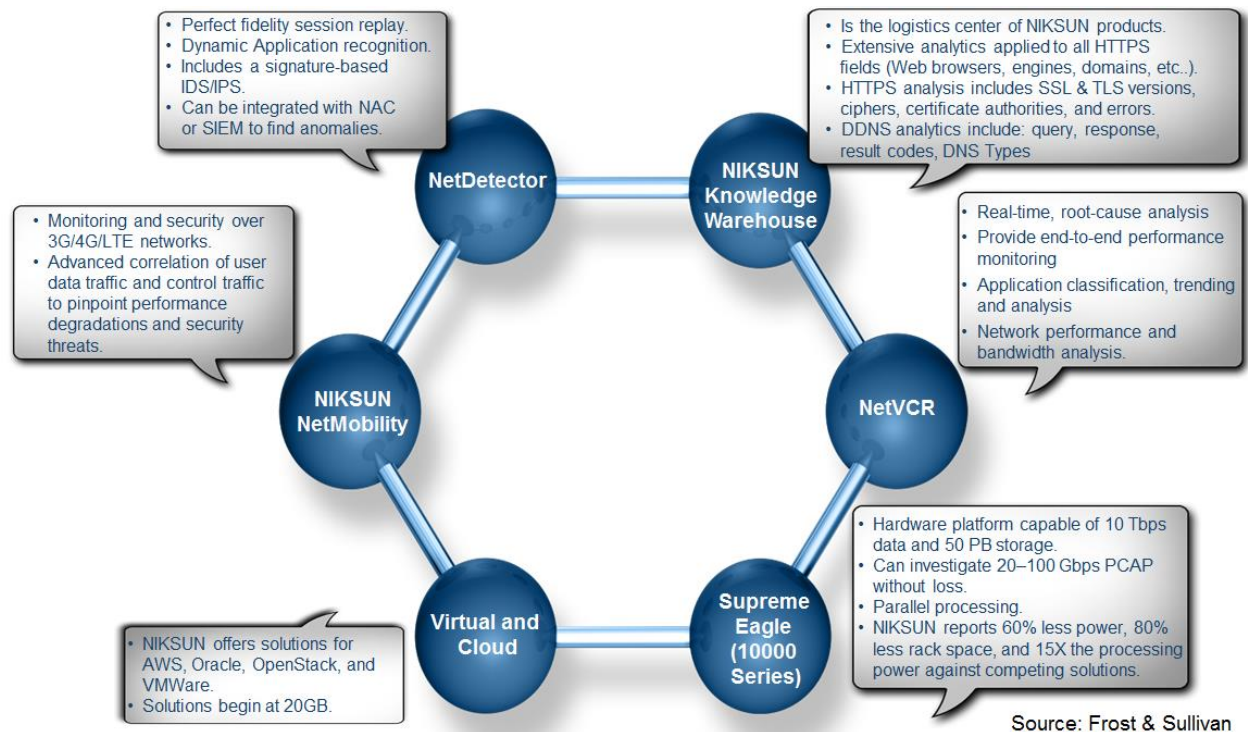 • Perfect fidelity session replay.
• Dynamic Application recognition.
• Includes a signature-based
IDS/IPS.
• Can be integrated with NAC
or SIEM to find anomalies.
• Is the logistics center of NIKSUN products.
• Extensive analytics applied to all HTTPS
fields (Web browsers, engines, domains, etc..).
• HTTPS analysis includes SSL & TLS versions,
ciphers, certificate authorities, and errors.
• DDNS analytics include: query, response,
result codes, DNS Types
NetDetector
NIKSUN
Knowledge
Warehouse
• Monitoring and security over
3G/4G/LTE networks.
• Advanced correlation of user
data traffic and control traffic
to pinpoint performance
degradations and security
threats.
• Real-time, root-cause analysis
• Provide end-to-end performance
monitoring
• Application classification, trending
and analysis
• Network performance and
bandwidth analysis.
NIKSUN
NetMobility
NetVCR
• Hardware platform capable of 10 Tbps
data and 50 PB storage.
• Can investigate 20–100 Gbps PCAP
without loss.
• Parallel processing.
• NIKSUN reports 60% less power, 80%
less rack space, and 15X the processing
power against competing solutions.
Virtual and
Cloud
Supreme
Eagle
(10000
Series)
• NIKSUN offers solutions for
AWS, Oracle, OpenStack, and
VMWare.
• Solutions begin at 20GB.
Source: Frost & Sullivan